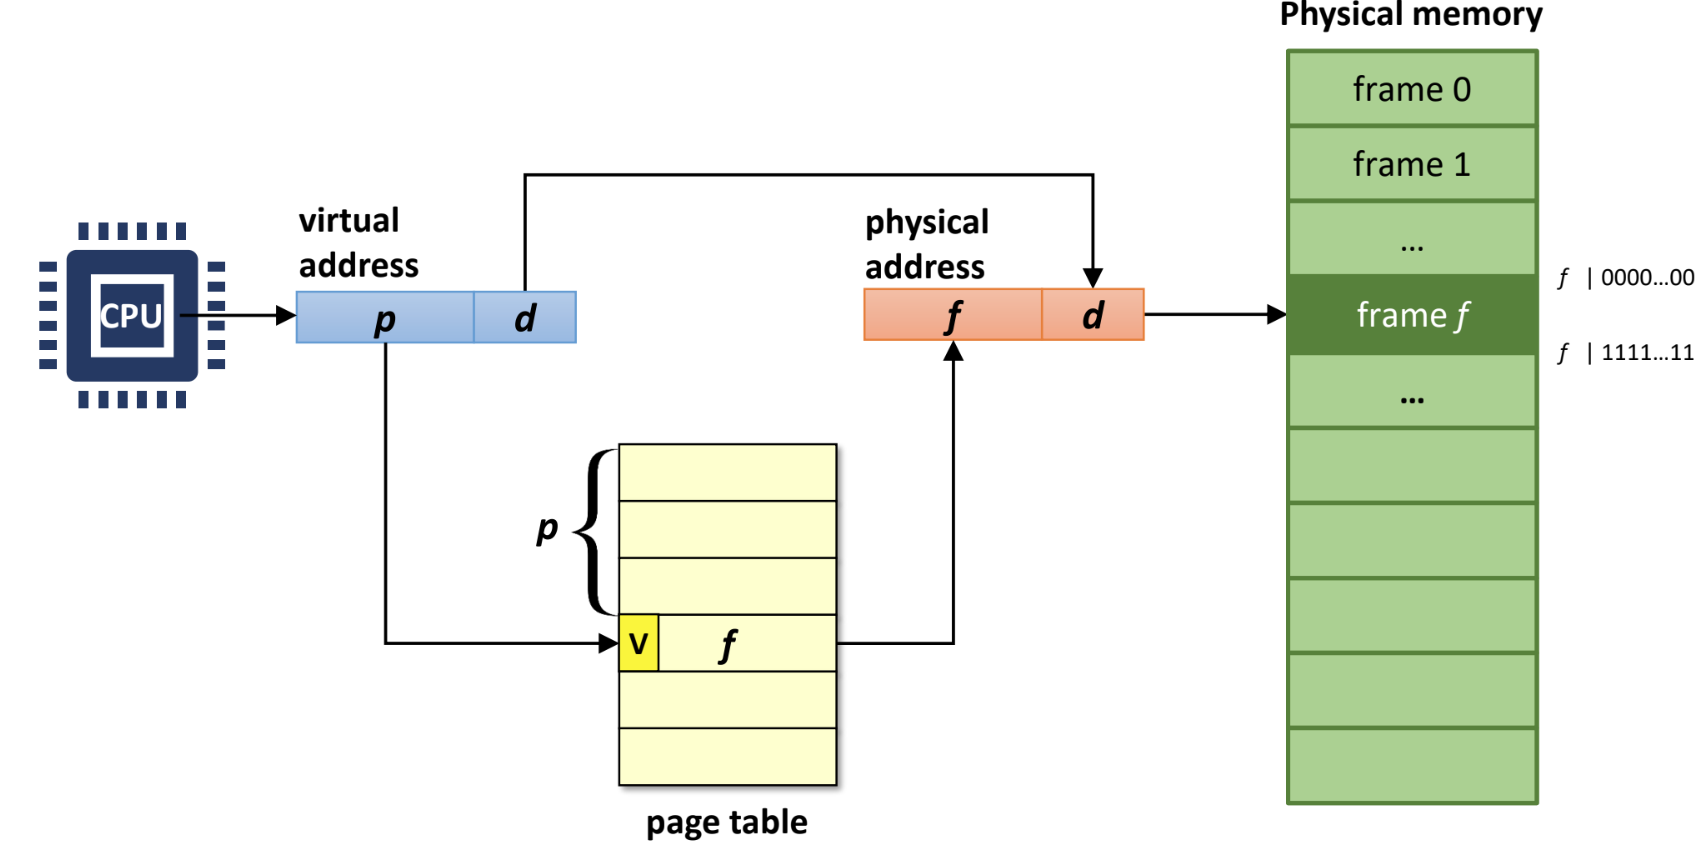 Physical memory
frame 0
frame 1
...
virtual
address
physical
address
f | 0000...00
CPU
p
d
f
d
frame f
f | 1111...11
...
p
V
f
page table